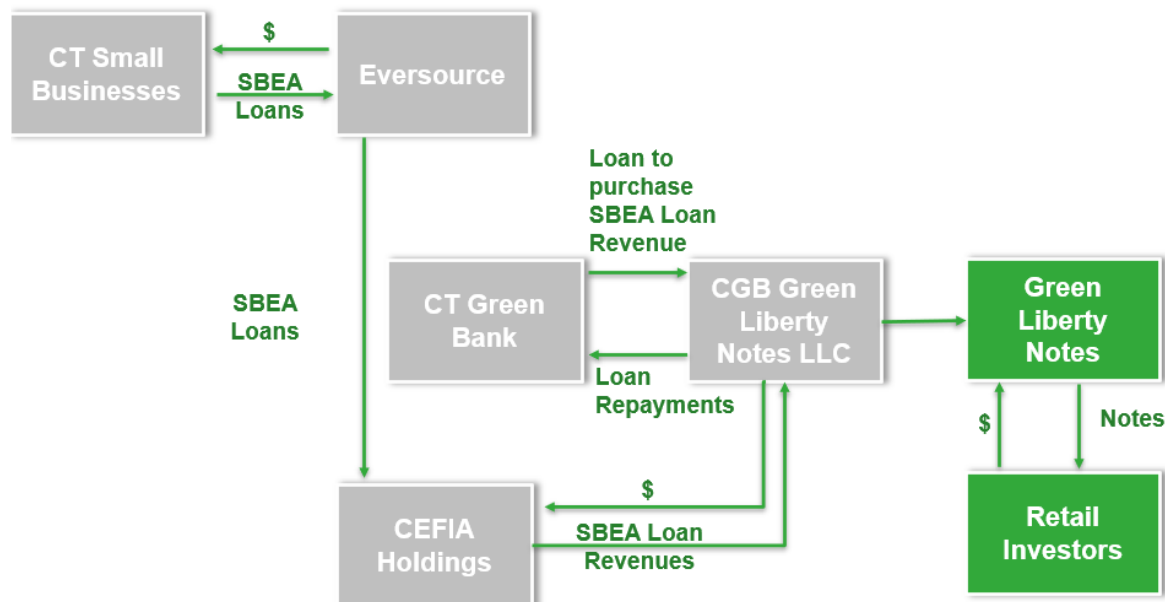 CT Small
Businesses
$
SBEA
Loans
Eversource
Loan to
purchase
SBEA Loan
Revenue
SBEA
Loans
CT Green
Bank
CGB Green
Liberty
Notes LLC
Green
Liberty
Notes
Loan
Repayments
$
Notes
CEFIA
Holdings
$
SBEA Loan
Revenues
Retail
Investors